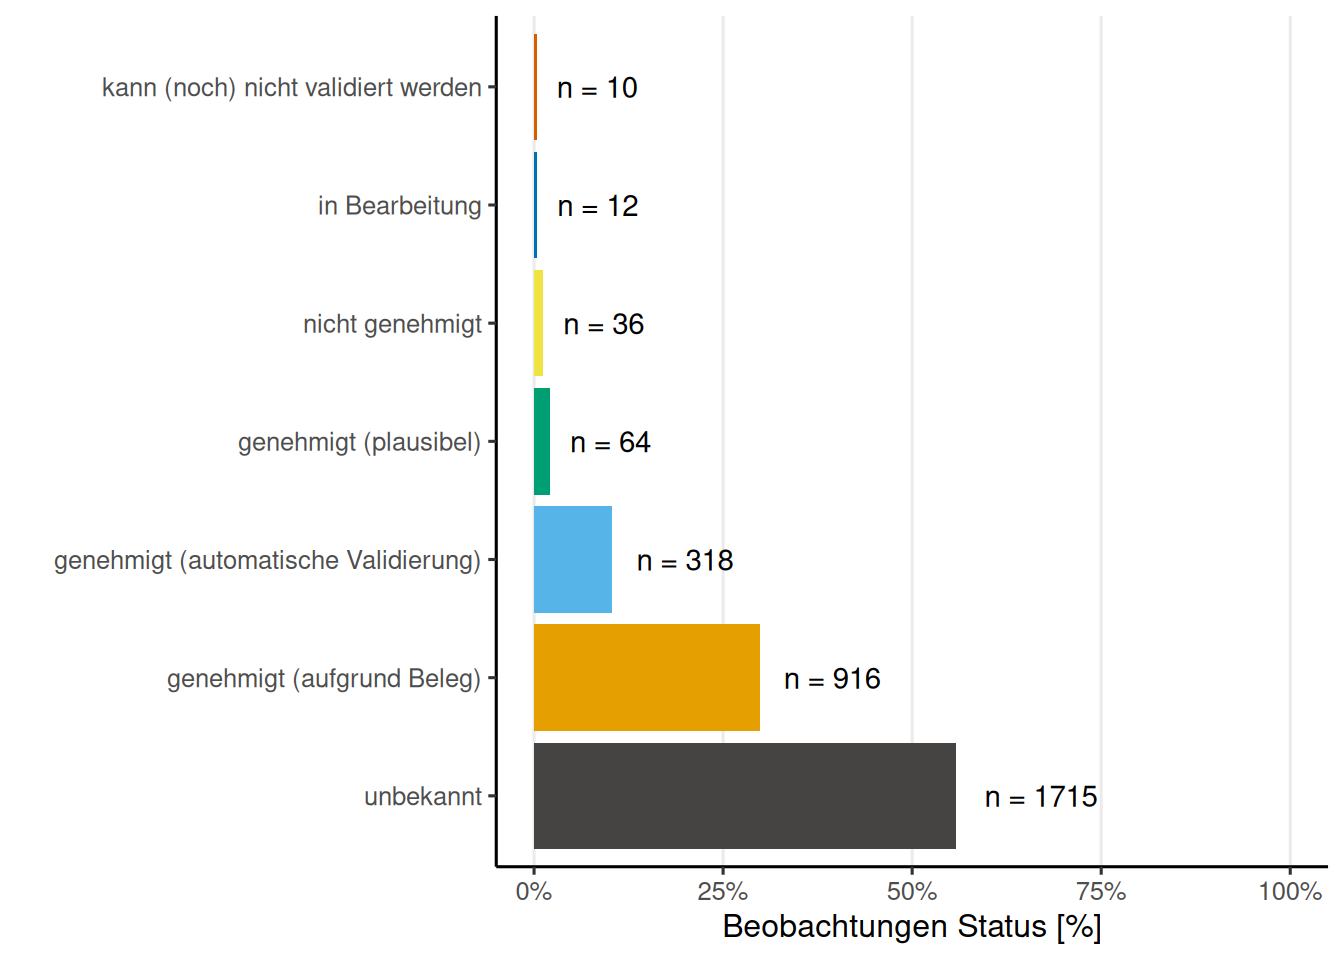 kann (noch) nicht validiert werden n = 10
in Bearbeitung n = 12
nicht genehmigt n = 36
genehmigt (plausibel) n = 64
genehmigt (automatische Validierung) n = 318
genehmigt (aufgrund Beleg) n = 916
unbekannt n = 1715
0% 25% 50% 75% 100%
Beobachtungen Status [%]